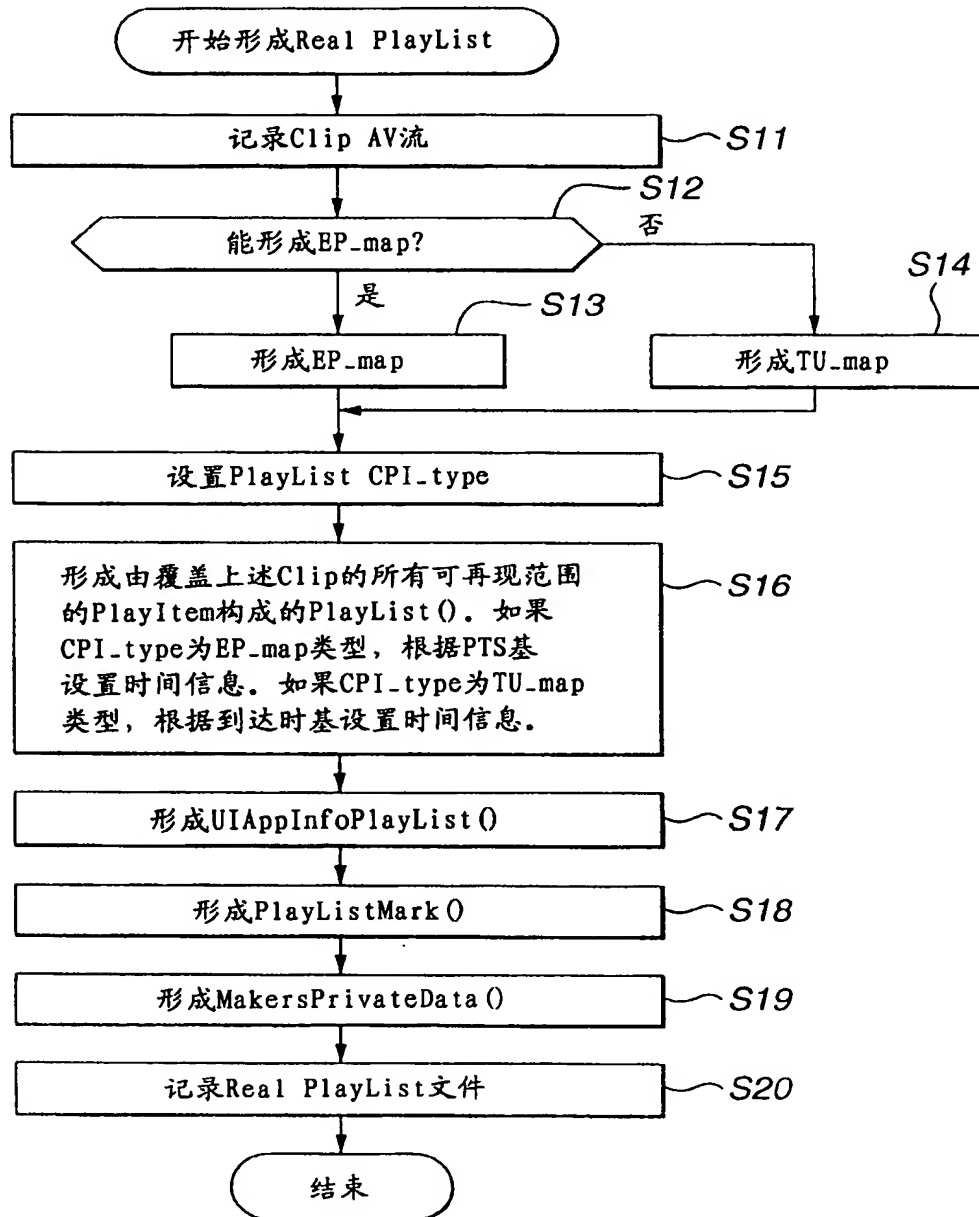 开始形成Real PlayList
记录Clip AV流
S11
S12
能形成EP_map?
否
是
S13
S14
形成EP_map
形成TU_map
设置PlayList CPI_type
S15
形成由覆盖上述Clip的所有可再现范围
的PlayItem构成的PlayList()。如果
CPI_type为EP_map类型，根据PTS基
设置时间信息。如果CPI_type为TU_map
类型，根据到达时基设置时间信息。
S16
形成UIAppInfoPlayList()
S17
形成PlayListMark()
S18
形成MakersPrivateData()
S19
记录Real PlayList文件
S20
结束